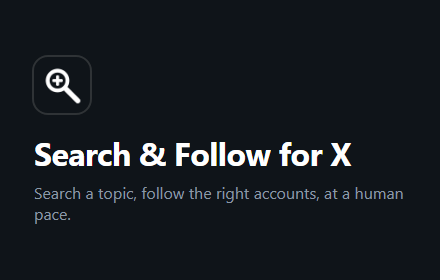 Search & Follow for X
Search a topic, follow the right accounts, at a human
pace.